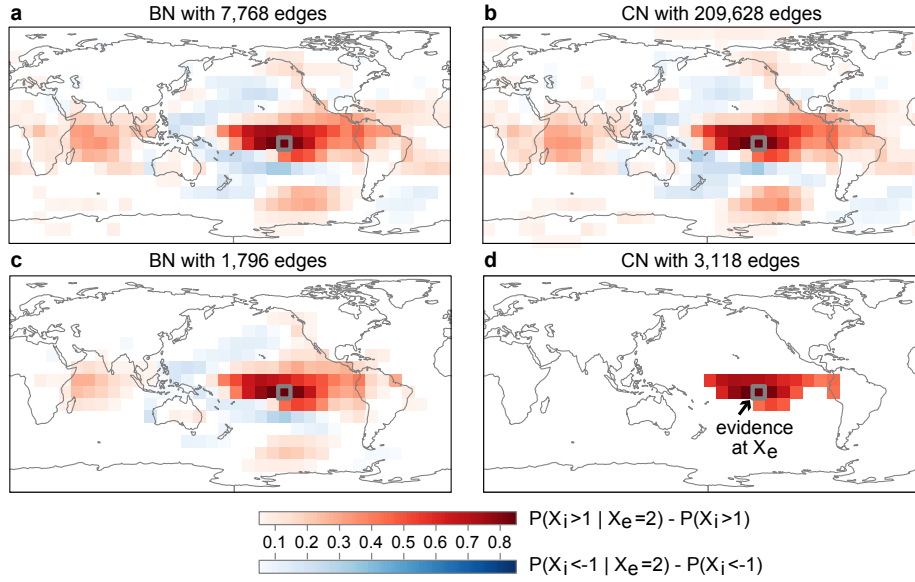 a BN with 7,768 edges
b CN with 209,628 edges
c BN with 1,796 edges
d CN with 3,118 edges
evidence
at Xe
P(Xi>1 | Xe=2) - P(Xi>1)
0.1 0.2 0.3 0.4 0.5 0.6 0.7 0.8
P(Xi<-1 | Xe=2) - P(Xi<-1)